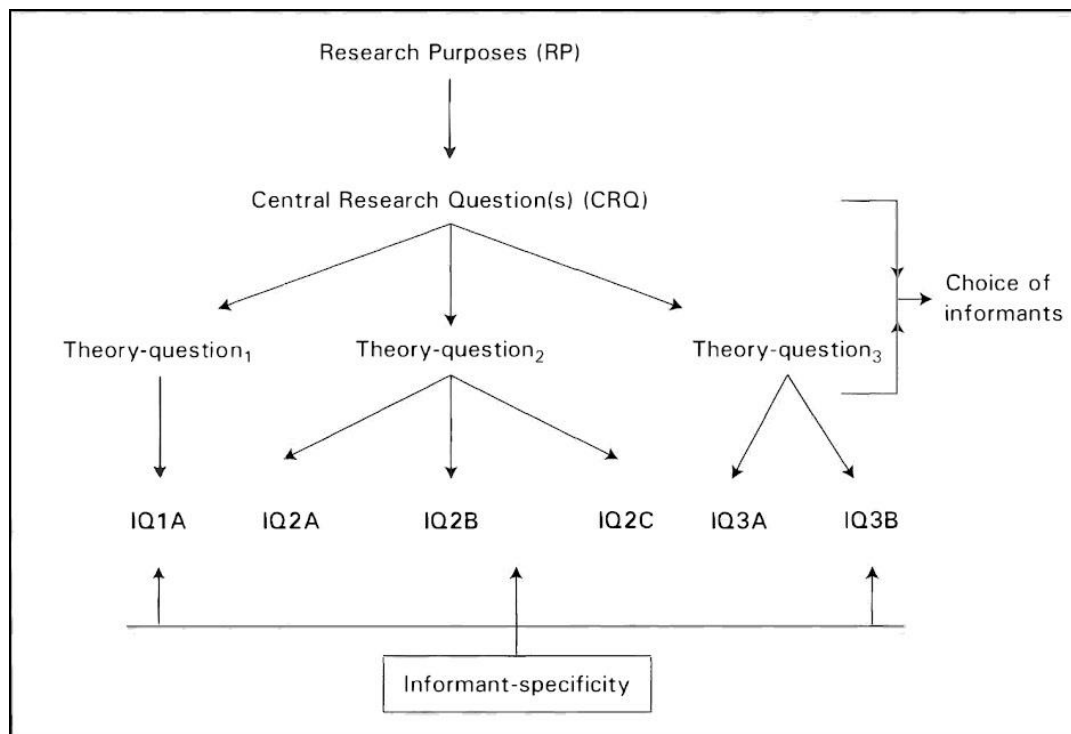 Research Purposes (RP)
Central Research Question(s) (CRQ)
Choice of
informants
Theory-question₁
Theory-question₂
Theory-question₃
IQ1A
IQ2A
IQ2B
IQ2C
IQ3A
IQ3B
Informant-specificity